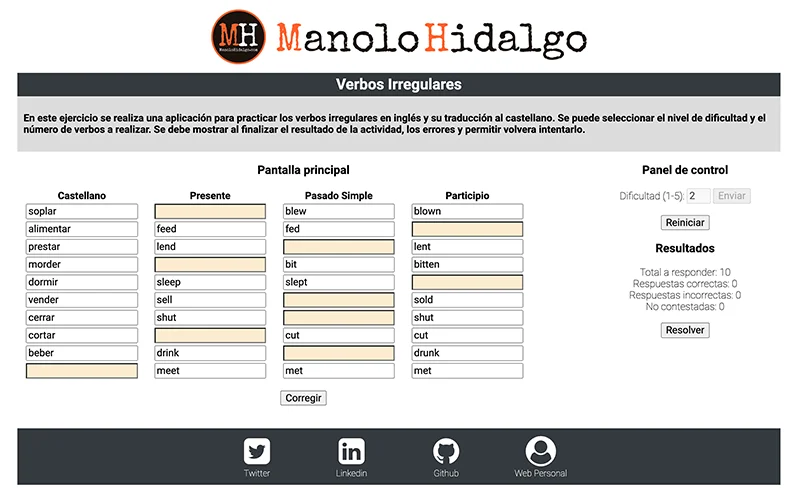 MH
ManoloHidalgo.com
ManoloHidalgo
Verbos Irregulares
En este ejercicio se realiza una aplicación para practicar los verbos irregulares en inglés y su traducción al castellano. Se puede seleccionar el nivel de dificultad y el
número de verbos a realizar. Se debe mostrar al finalizar el resultado de la actividad, los errores y permitir volvera intentarlo.
Pantalla principal
Castellano Presente Pasado Simple Participio
soplar blew blown
alimentar feed fed
prestar lend lent
morder bit bitten
dormir sleep slept
vender sell sold
cerrar shut shut
cortar cut cut
beber drink drunk
meet met met
Corregir
Panel de control
Dificultad (1-5): 2 Enviar
Reiniciar
Resultados
Total a responder: 10
Respuestas correctas: 0
Respuestas incorrectas: 0
No contestadas: 0
Resolver
Twitter Linkedin Github Web Personal